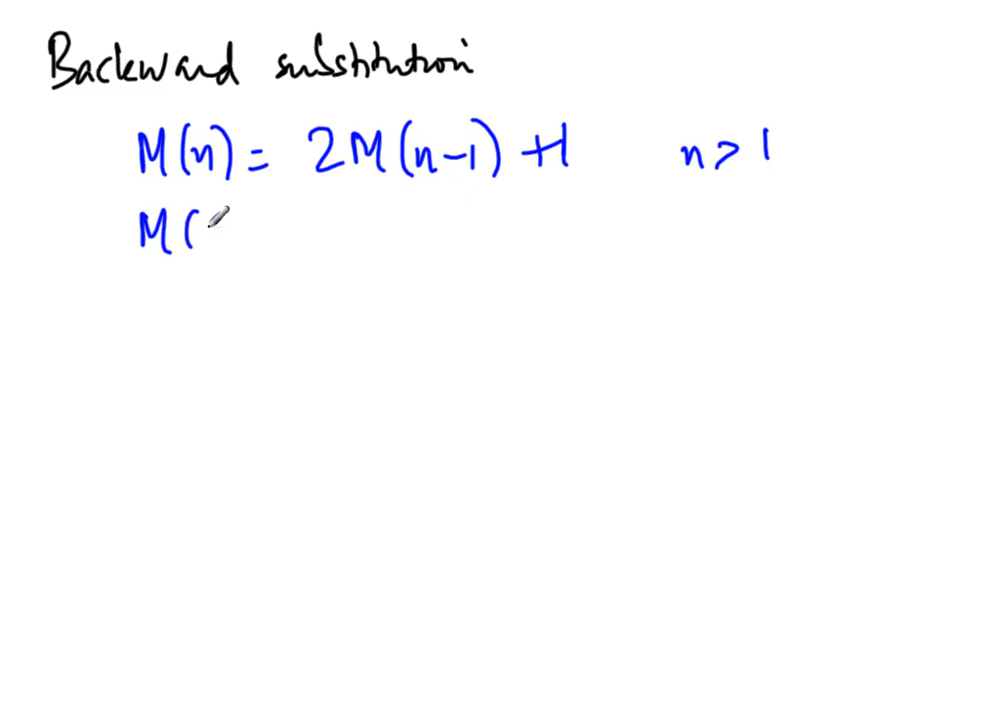 Backward substitution
M(n) = 2M(n-1) + 1 n > 1
M(